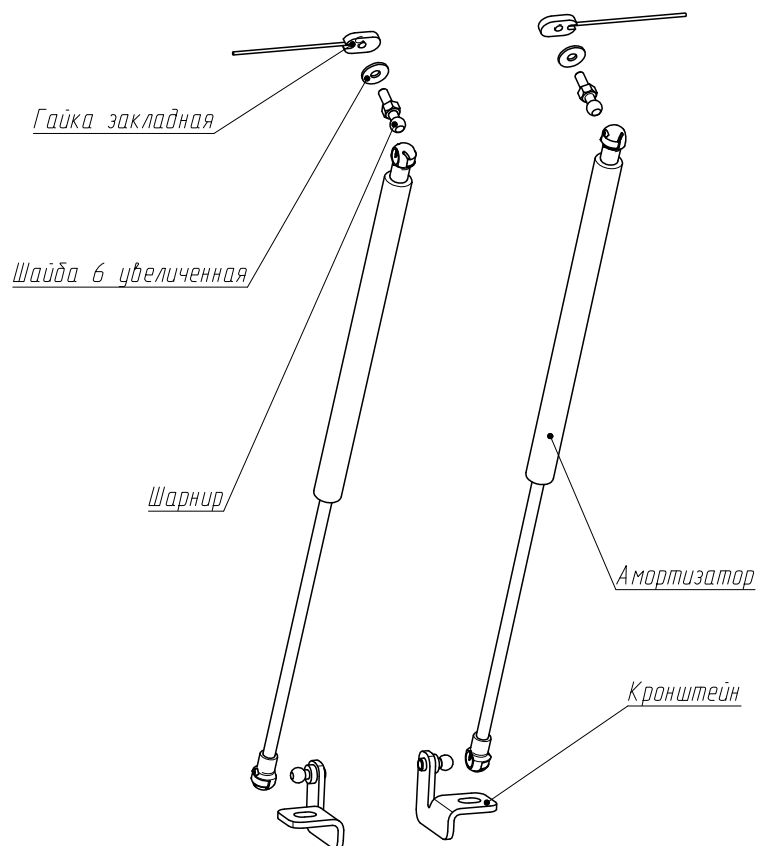 Гайка закладная
Шайба 6 увеличенная
Шарнир
Амортизатор
Кронштейн